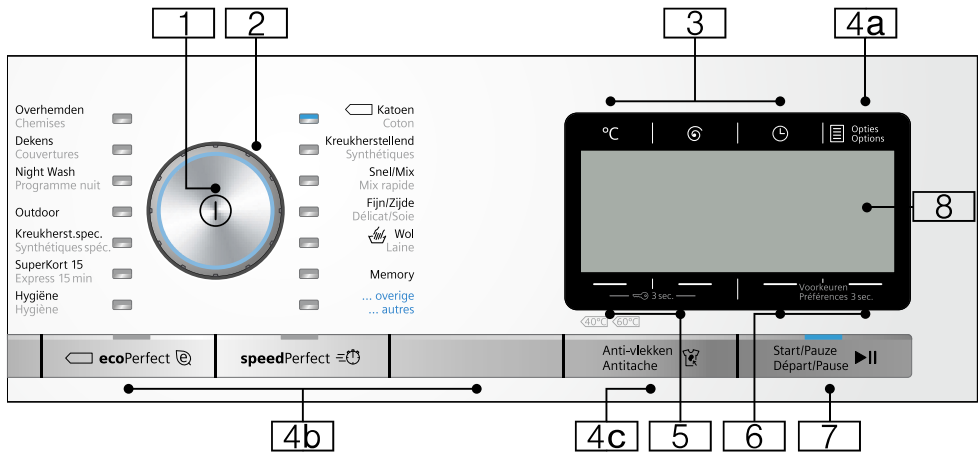 1
2
3
4a
Overhemden
Chemises
Dekens
Couvertures
Night Wash
Programme nuit
Outdoor
Kreukherst.spec.
Synthétiques spéc.
SuperKort 15
Express 15 min
Hygiëne
Hygiène
Katoen
Coton
Kreukherstellend
Synthétiques
Snel/Mix
Mix rapide
Fijn/Zijde
Délicat/Soie
Wol
Laine
Memory
... overige
... autres
°C
Opties
Options
8
3 sec.
Voorkeuren
Préférences 3 sec.
40°C 60°C
ecoPerfect e
speedPerfect
Anti-vlekken
Antitache
Start/Pauze
Départ/Pause
4b
4c
5
6
7